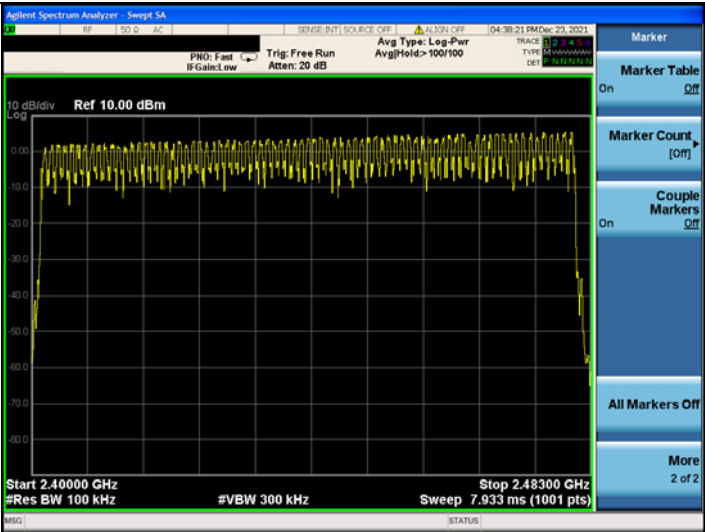 Agilent Spectrum Analyzer - Swept SA
RF 50 Ω AC SENSE:INT SOURCE OFF ALIGN OFF 04:38:21 PM Dec 23, 2021
Marker
Avg Type: Log-Pwr
TRACE 1 2 3 4 5 6
PNO: Fast Trig: Free Run Avg|Hold:>100/100
TYPE M
IFGain:Low Atten: 20 dB
DET P N N N N N
Marker Table
On Off
10 dB/div Ref 10.00 dBm
Log
0.00
-10.0
-20.0
-30.0
-40.0
-50.0
-60.0
-70.0
-80.0
Marker Count
[Off]
Couple
Markers
On Off
All Markers Off
More
2 of 2
Start 2.40000 GHz Stop 2.48300 GHz
#Res BW 100 kHz #VBW 300 kHz Sweep 7.933 ms (1001 pts)
MSG STATUS